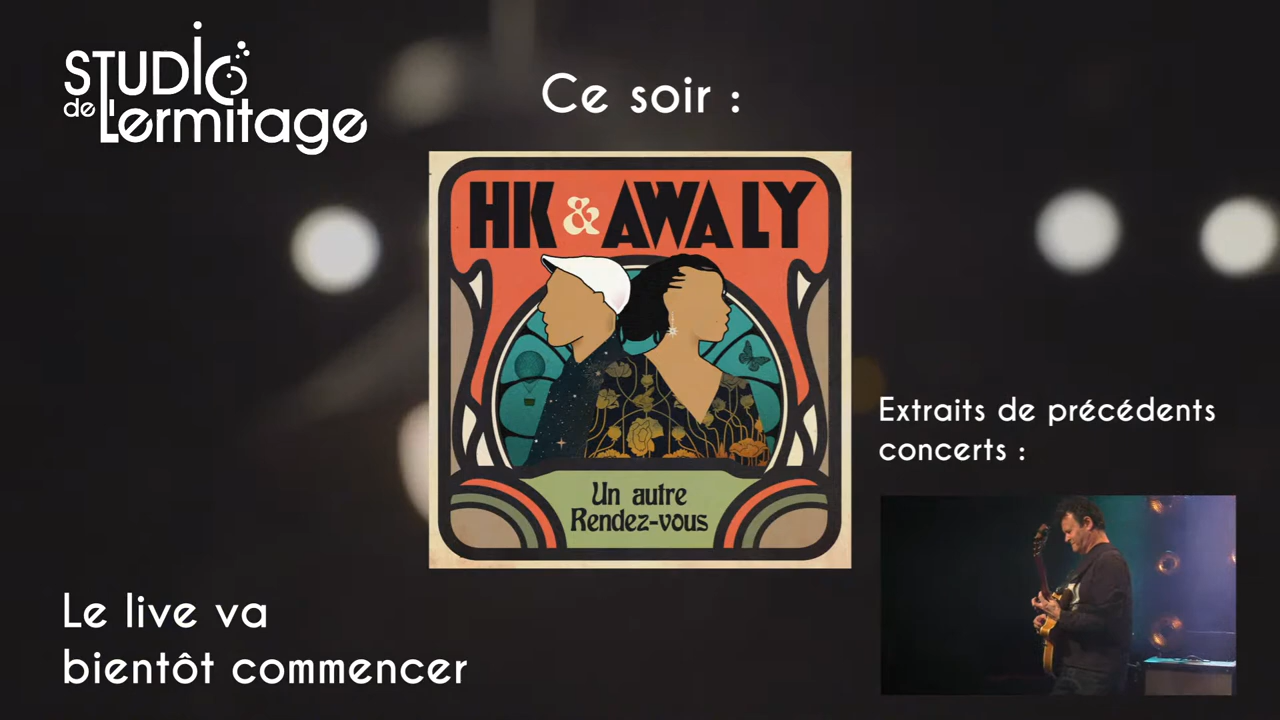 STUDIO
de L'ermitage
Ce soir :
HK & AWA LY
Un autre
Rendez-vous
Extraits de précédents
concerts :
Le live va
bientôt commencer